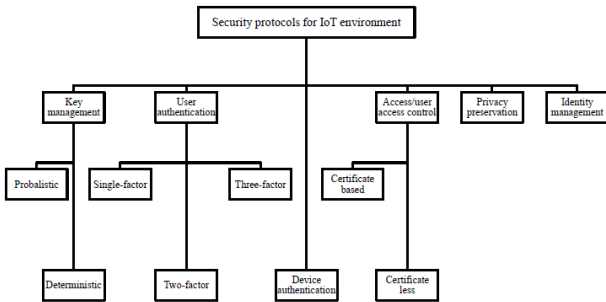 Security protocols for IoT environment
Key
management
User
authentication
Access/user
access control
Privacy
preservation
Identity
management
Probalistic
Single-factor
Three-factor
Certificate
based
Deterministic
Two-factor
Device
authentication
Certificate
less